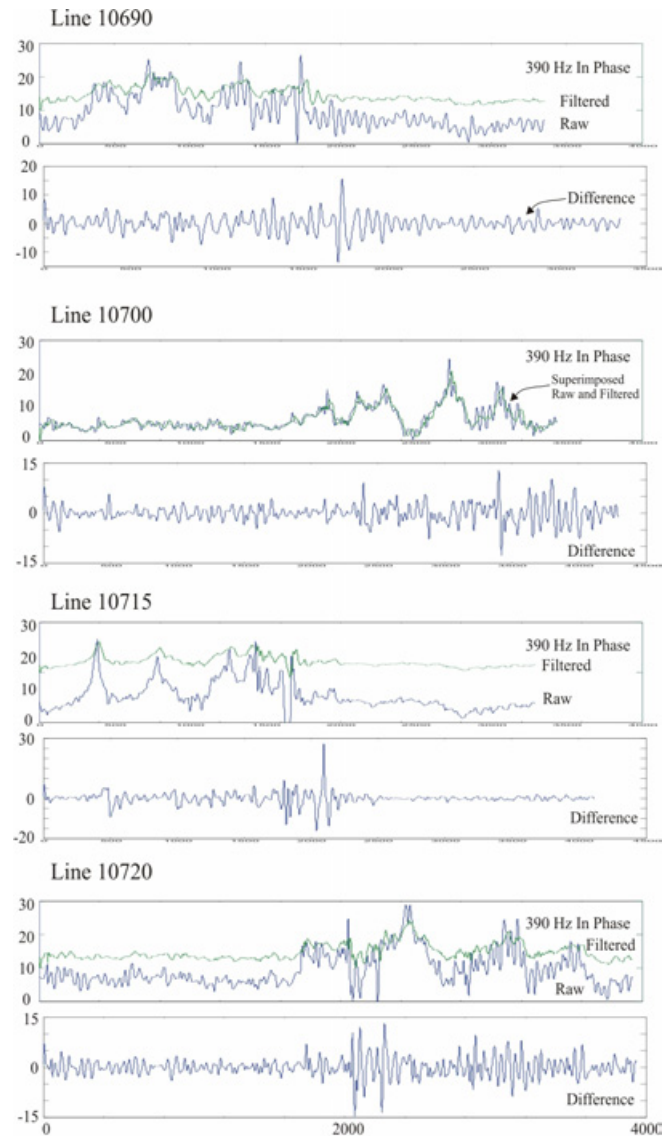 Line 10690
30
20
10
0
390 Hz In Phase
Filtered
Raw
20
10
0
-10
Difference
Line 10700
30
20
10
0
390 Hz In Phase
Superimposed
Raw and Filtered
15
0
-15
Difference
Line 10715
30
20
10
0
390 Hz In Phase
Filtered
Raw
30
0
-20
Difference
Line 10720
30
20
10
0
390 Hz In Phase
Filtered
Raw
15
0
-15
Difference
0 2000 4000